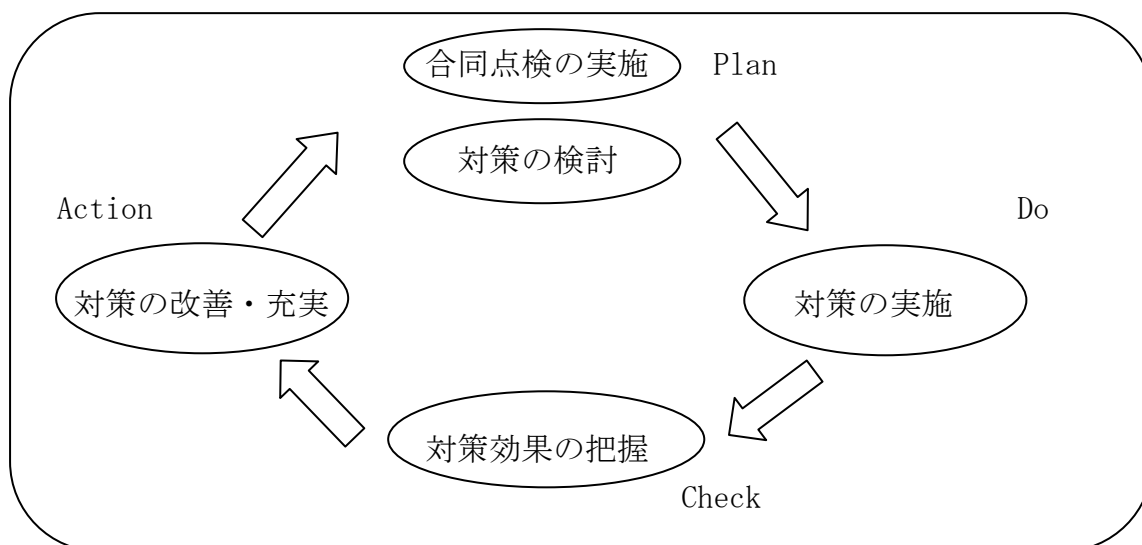 合同点検の実施
Plan
対策の検討
Action
Do
対策の改善・充実
対策の実施
対策効果の把握
Check